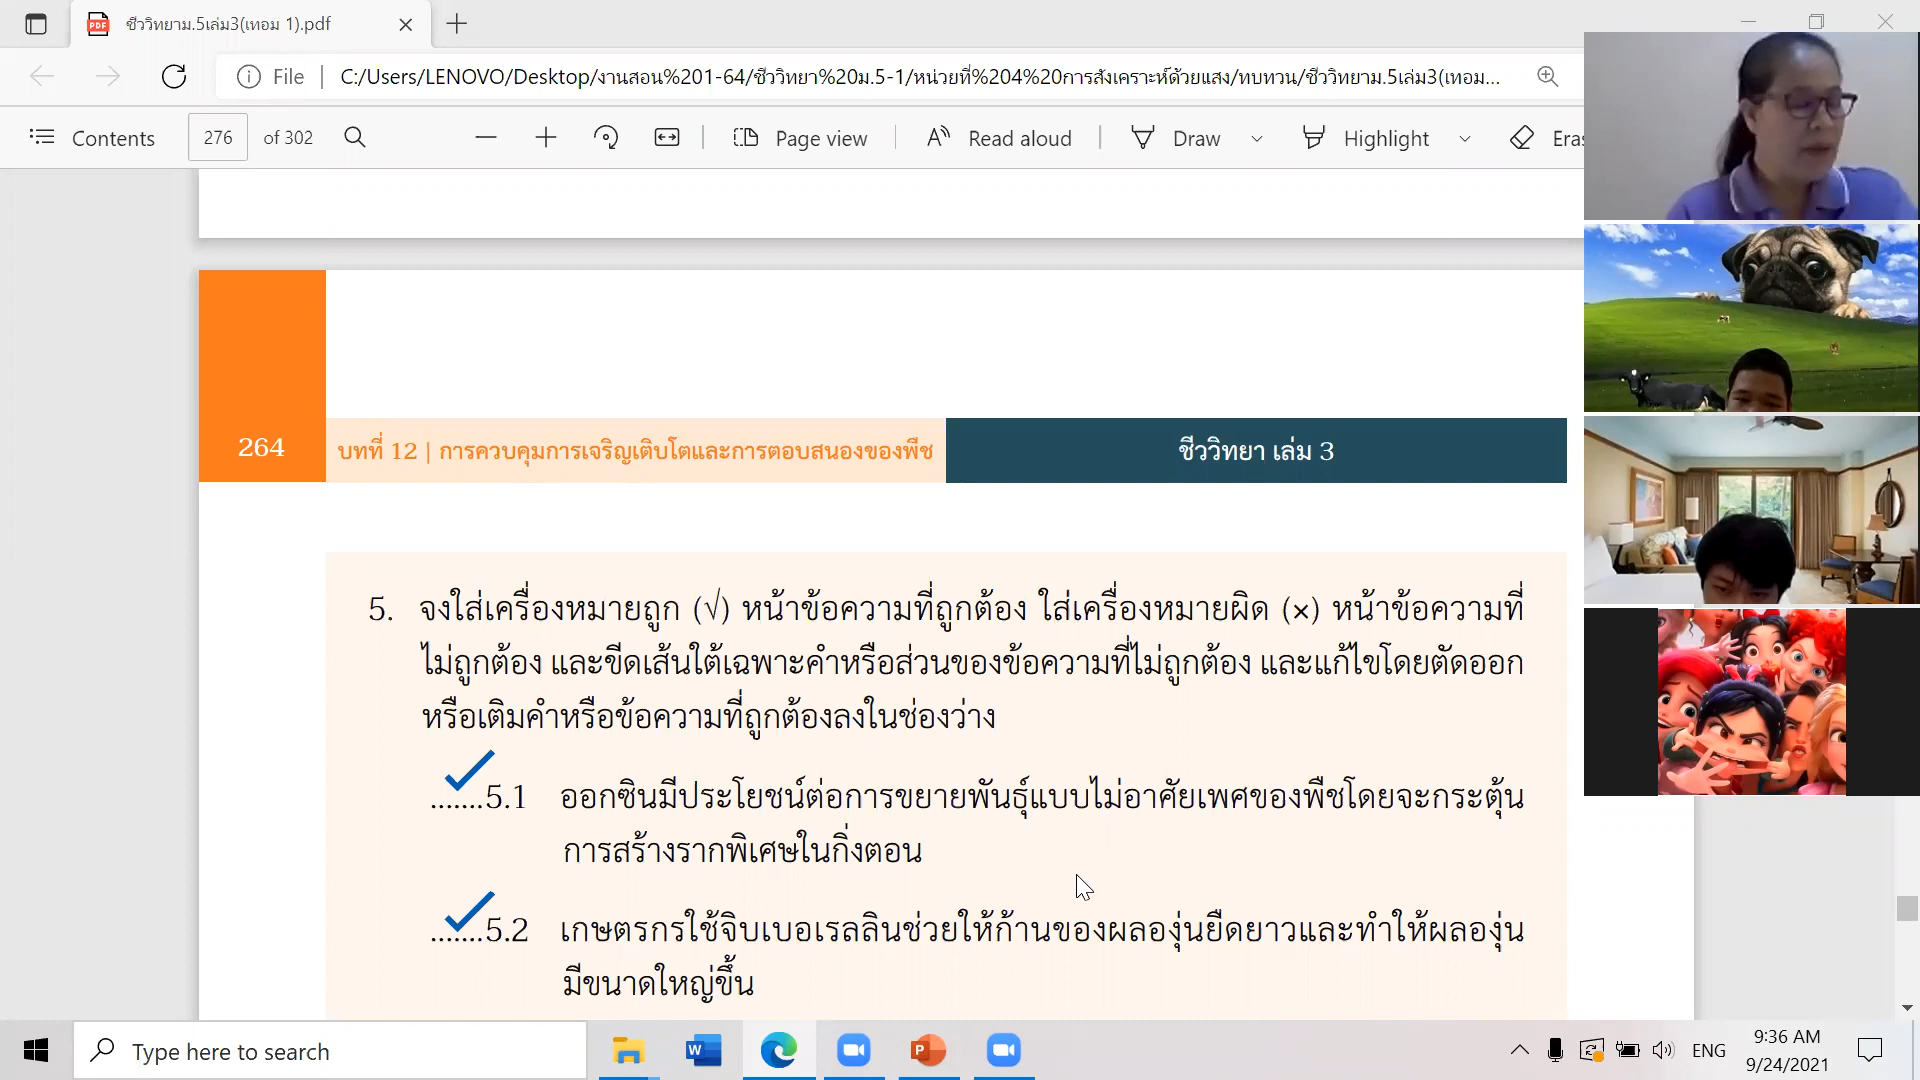 ชีววิทยาม.5เล่ม3(เทอม 1).pdf
File
C:/Users/LENOVO/Desktop/งานสอน%201-64/ชีววิทยา%20ม.5-1/หน่วยที่%204%20การสังเคราะห์ด้วยแสง/ทบทวน/ชีววิทยาม.5เล่ม3(เทอม...
Contents
276
of 302
Page view
Read aloud
Draw
Highlight
Eras
264
บทที่ 12 | การควบคุมการเจริญเติบโตและการตอบสนองของพืช
ชีววิทยา เล่ม 3
5. จงใส่เครื่องหมายถูก (√) หน้าข้อความที่ถูกต้อง ใส่เครื่องหมายผิด (×) หน้าข้อความที่
ไม่ถูกต้อง และขีดเส้นใต้เฉพาะคำหรือส่วนของข้อความที่ไม่ถูกต้อง และแก้ไขโดยตัดออก
หรือเติมคำหรือข้อความที่ถูกต้องลงในช่องว่าง
.......5.1 ออกซินมีประโยชน์ต่อการขยายพันธุ์แบบไม่อาศัยเพศของพืชโดยจะกระตุ้น
การสร้างรากพิเศษในกิ่งตอน
.......5.2 เกษตรกรใช้จิบเบอเรลลินช่วยให้ก้านของผลองุ่นยืดยาวและทำให้ผลองุ่น
มีขนาดใหญ่ขึ้น
Type here to search
ENG
9:36 AM
9/24/2021